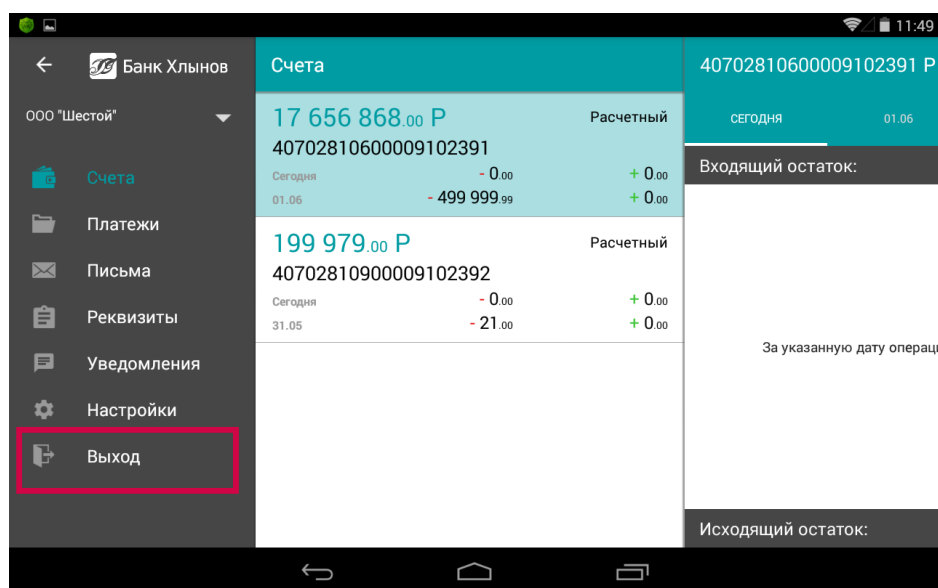 11:49
Банк Хлынов
ООО "Шестой"
Счета
Платежи
Письма
Реквизиты
Уведомления
Настройки
Выход
Счета
17 656 868.00 Р Расчетный
40702810600009102391
Сегодня - 0.00 + 0.00
01.06 - 499 999.99 + 0.00
199 979.00 Р Расчетный
40702810900009102392
Сегодня - 0.00 + 0.00
31.05 - 21.00 + 0.00
40702810600009102391 Р
СЕГОДНЯ 01.06
Входящий остаток:
За указанную дату операц
Исходящий остаток: